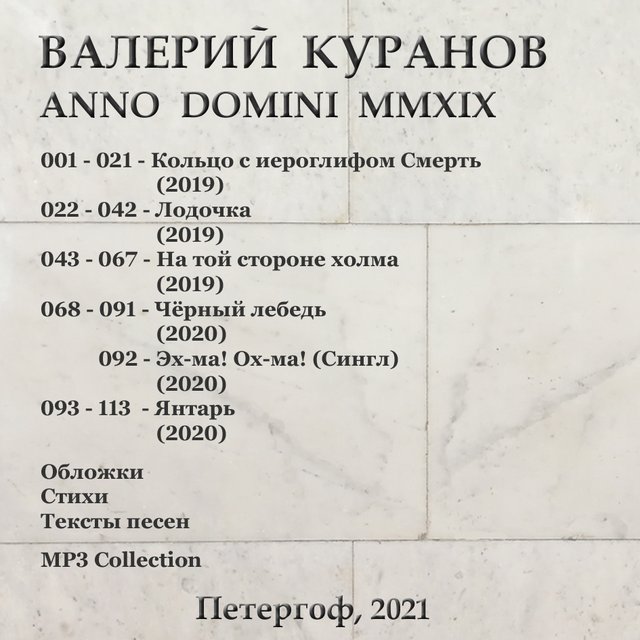 ВАЛЕРИЙ КУРАНОВ
ANNO DOMINI MMXIX
001 - 021 - Кольцо с иероглифом Смерть
(2019)
022 - 042 - Лодочка
(2019)
043 - 067 - На той стороне холма
(2019)
068 - 091 - Чёрный лебедь
(2020)
092 - Эх-ма! Ох-ма! (Сингл)
(2020)
093 - 113 - Янтарь
(2020)
Обложки
Стихи
Тексты песен
MP3 Collection
Петергоф, 2021